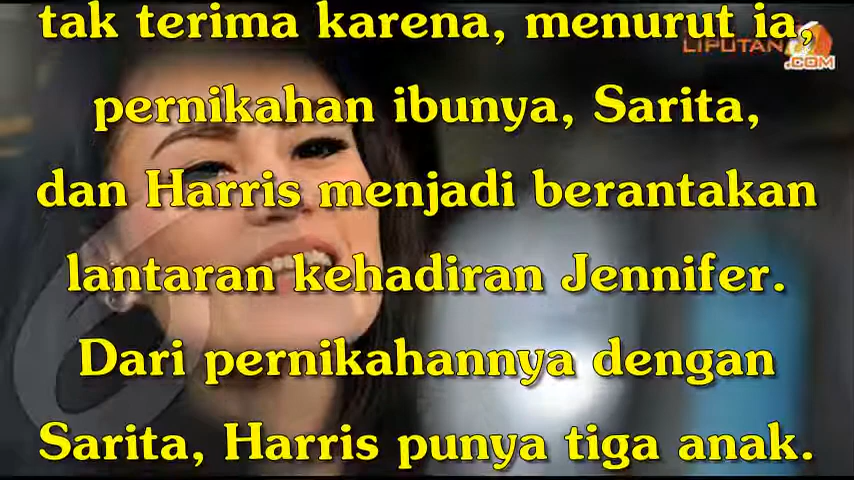 tak terima karena, menurut ia,
LIPUTAN6
.COM
pernikahan ibunya, Sarita,
dan Harris menjadi berantakan
lantaran kehadiran Jennifer.
Dari pernikahannya dengan
Sarita, Harris punya tiga anak.